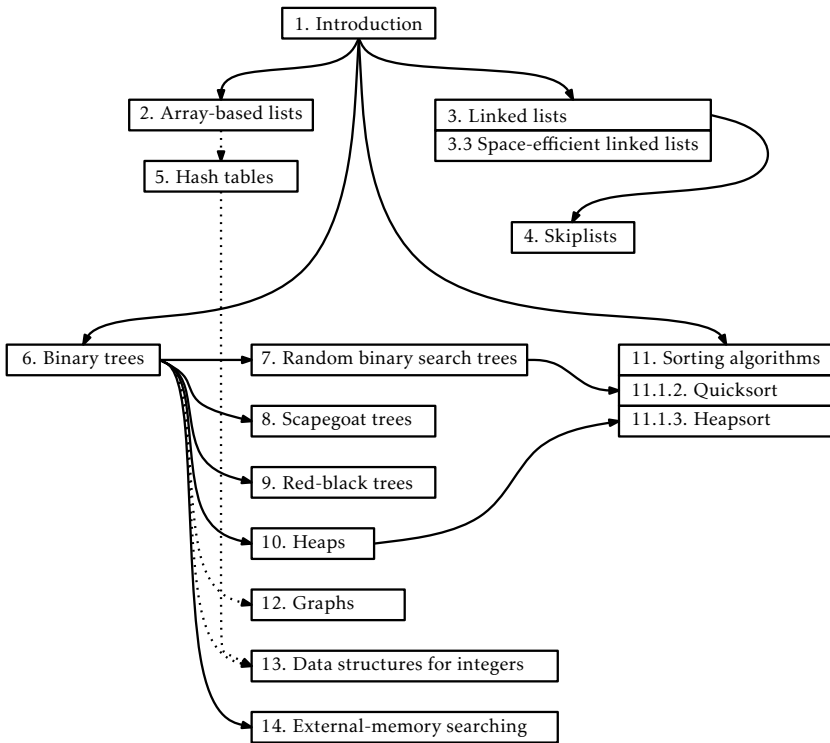 1. Introduction
2. Array-based lists
3. Linked lists
3.3 Space-efficient linked lists
5. Hash tables
4. Skiplists
6. Binary trees
7. Random binary search trees
11. Sorting algorithms
11.1.2. Quicksort
8. Scapegoat trees
11.1.3. Heapsort
9. Red-black trees
10. Heaps
12. Graphs
13. Data structures for integers
14. External-memory searching